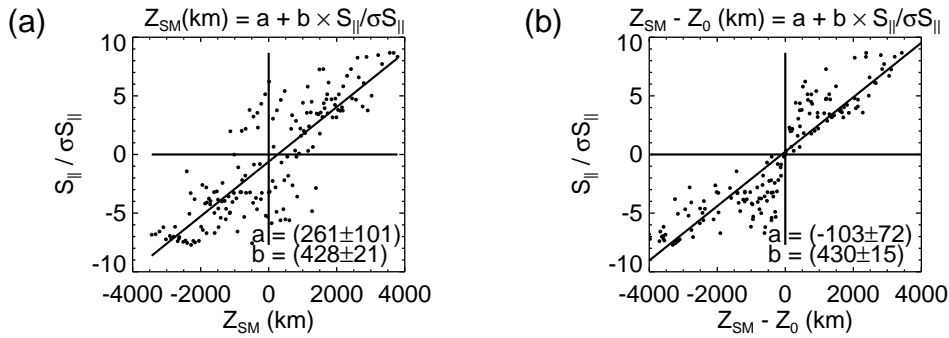 (a)
Z_SM(km) = a + b × S_||/σS_||
10
5
0
-5
-10
S_|| / σS_||
a = (261±101)
b = (428±21)
-4000 -2000 0 2000 4000
Z_SM (km)
(b)
Z_SM - Z_0 (km) = a + b × S_||/σS_||
10
5
0
-5
-10
S_|| / σS_||
a = (-103±72)
b = (430±15)
-4000 -2000 0 2000 4000
Z_SM - Z_0 (km)